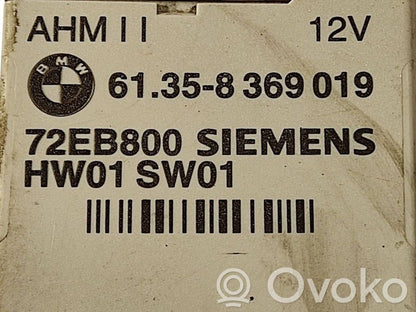 AHM I I 12V
BMW 61.35-8 369 019
72EB800 SIEMENS
HW01 SW01
Ovoko